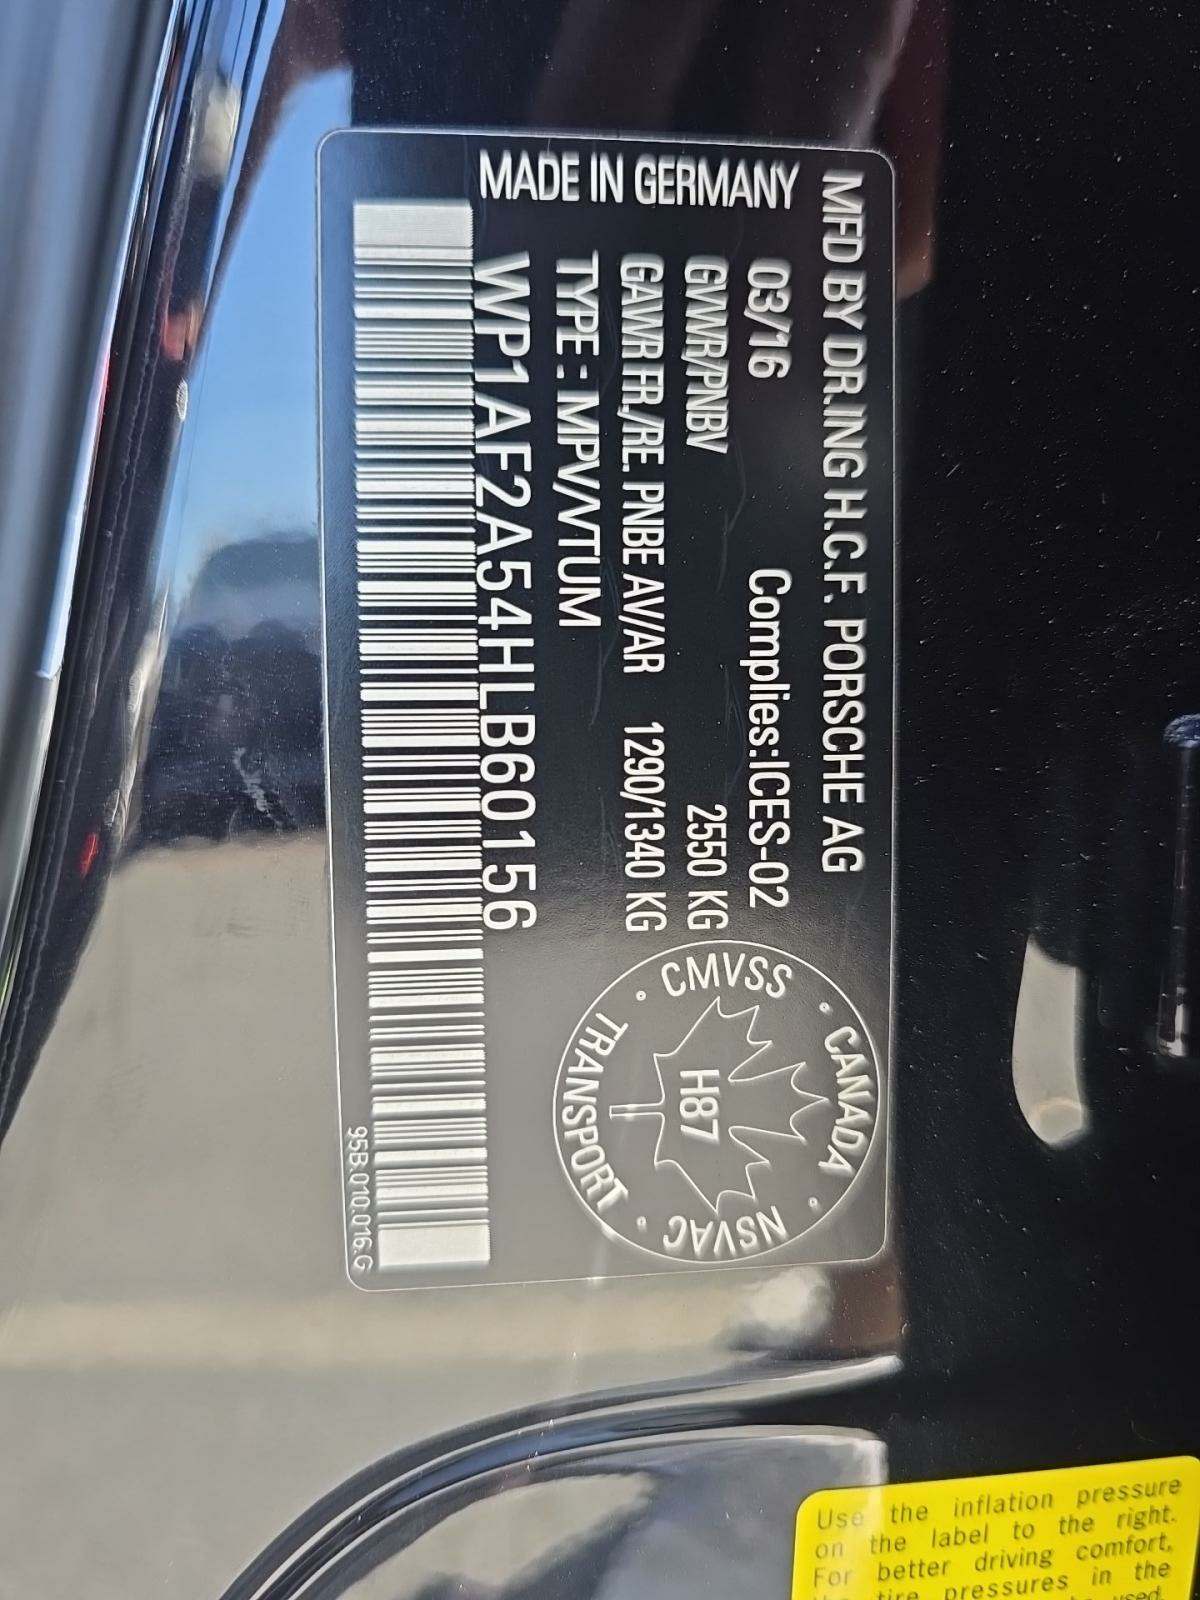 MFD BY DR.ING H.C.F. PORSCHE AG
03/16 Complies:ICES-02
GVWR/PNBV 2550 KG
GAWR FR./RE. PNBE AV/AR 1290/1340 KG
TYPE : MPV/VTUM
WP1AF2A54HLB60156
MADE IN GERMANY
CANADA
CMVSS
NSVAC
TRANSPORT
H87
95B.010.016.G
Use the inflation pressure
on the label to the right.
For better driving comfort,
the tire pressures in the
used.